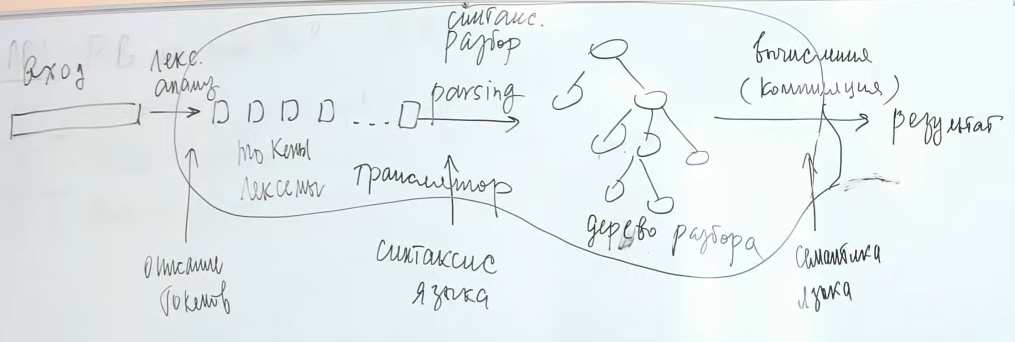 вход
лекс.
анализ
токены
лексемы
...
синтакс.
разбор
parsing
транслятор
дерево разбора
вычисления
(компиляция)
результат
описание
токенов
синтаксис
языка
семантика
языка